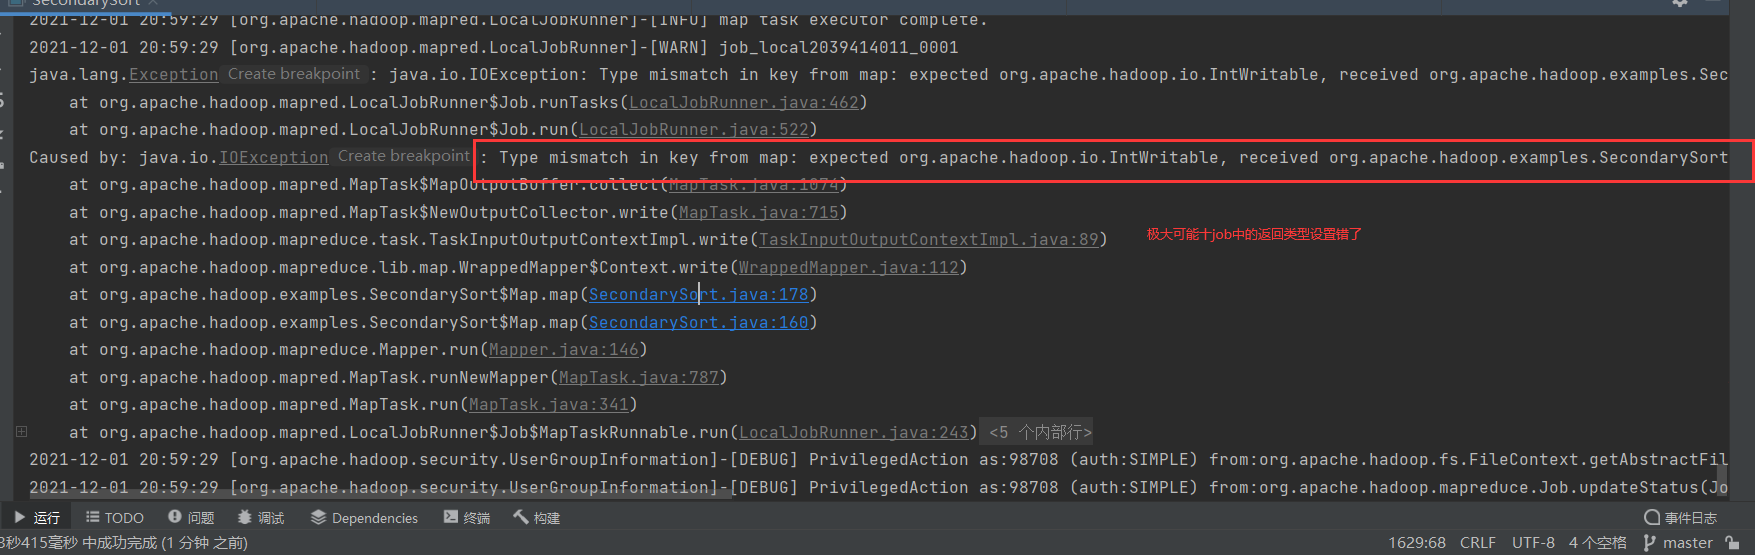 SecondarySort
2021-12-01 20:59:29 [org.apache.hadoop.mapred.LocalJobRunner]-[INFO] map task executor complete.
2021-12-01 20:59:29 [org.apache.hadoop.mapred.LocalJobRunner]-[WARN] job_local2039414011_0001
java.lang.Exception Create breakpoint : java.io.IOException: Type mismatch in key from map: expected org.apache.hadoop.io.IntWritable, received org.apache.hadoop.examples.Sec
at org.apache.hadoop.mapred.LocalJobRunner$Job.runTasks(LocalJobRunner.java:462)
at org.apache.hadoop.mapred.LocalJobRunner$Job.run(LocalJobRunner.java:522)
Caused by: java.io.IOException Create breakpoint : Type mismatch in key from map: expected org.apache.hadoop.io.IntWritable, received org.apache.hadoop.examples.SecondarySort
at org.apache.hadoop.mapred.MapTask$MapOutputBuffer.collect(MapTask.java:1074)
at org.apache.hadoop.mapred.MapTask$NewOutputCollector.write(MapTask.java:715)
at org.apache.hadoop.mapreduce.task.TaskInputOutputContextImpl.write(TaskInputOutputContextImpl.java:89)
极大可能十job中的返回类型设置错了
at org.apache.hadoop.mapreduce.lib.map.WrappedMapper$Context.write(WrappedMapper.java:112)
at org.apache.hadoop.examples.SecondarySort$Map.map(SecondarySort.java:178)
at org.apache.hadoop.examples.SecondarySort$Map.map(SecondarySort.java:160)
at org.apache.hadoop.mapreduce.Mapper.run(Mapper.java:146)
at org.apache.hadoop.mapred.MapTask.runNewMapper(MapTask.java:787)
at org.apache.hadoop.mapred.MapTask.run(MapTask.java:341)
at org.apache.hadoop.mapred.LocalJobRunner$Job$MapTaskRunnable.run(LocalJobRunner.java:243) <5 个内部行>
2021-12-01 20:59:29 [org.apache.hadoop.security.UserGroupInformation]-[DEBUG] PrivilegedAction as:98708 (auth:SIMPLE) from:org.apache.hadoop.fs.FileContext.getAbstractFil
2021-12-01 20:59:29 [org.apache.hadoop.security.UserGroupInformation]-[DEBUG] PrivilegedAction as:98708 (auth:SIMPLE) from:org.apache.hadoop.mapreduce.Job.updateStatus(Jo
运行 TODO 问题 调试 Dependencies 终端 构建 事件日志
3秒415毫秒 中成功完成 (1 分钟 之前) 1629:68 CRLF UTF-8 4 个空格 master